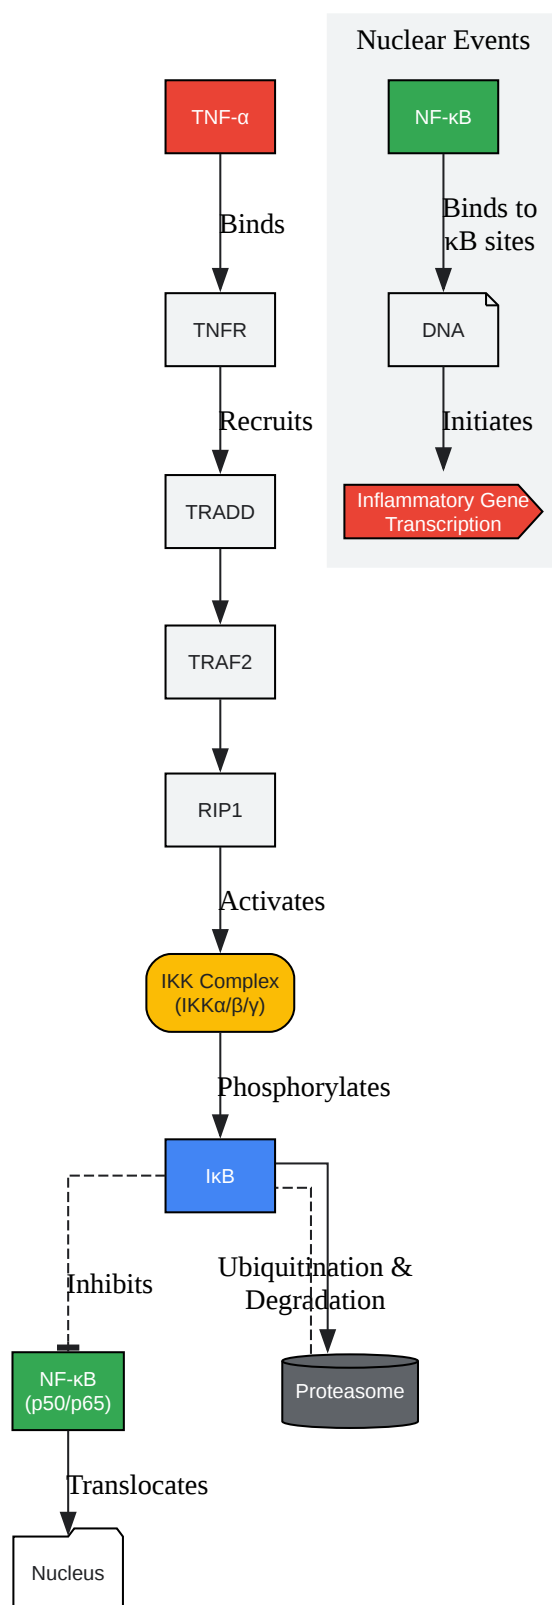 Nuclear Events
TNF-α
NF-κB
Binds
Binds to
κB sites
TNFR
DNA
Recruits
Initiates
TRADD
Inflammatory Gene
Transcription
TRAF2
RIP1
Activates
IKK Complex
(IKKα/β/γ)
Phosphorylates
IκB
Inhibits
Ubiquitination &
Degradation
NF-κB
(p50/p65)
Proteasome
Translocates
Nucleus